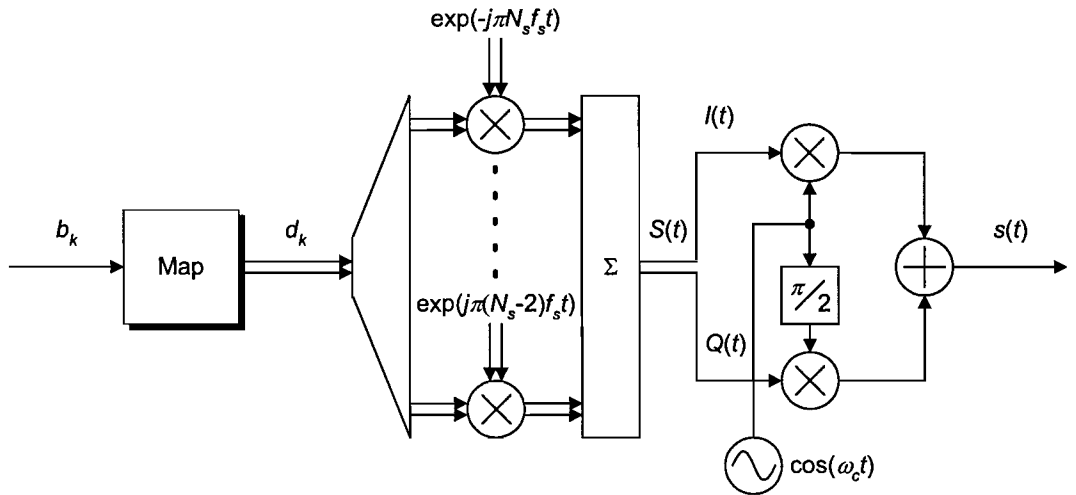 exp(-jπN_s f_s t)
I(t)
b_k
Map
d_k
S(t)
Σ
s(t)
π/2
exp(jπ(N_s-2)f_s t)
Q(t)
cos(ω_c t)